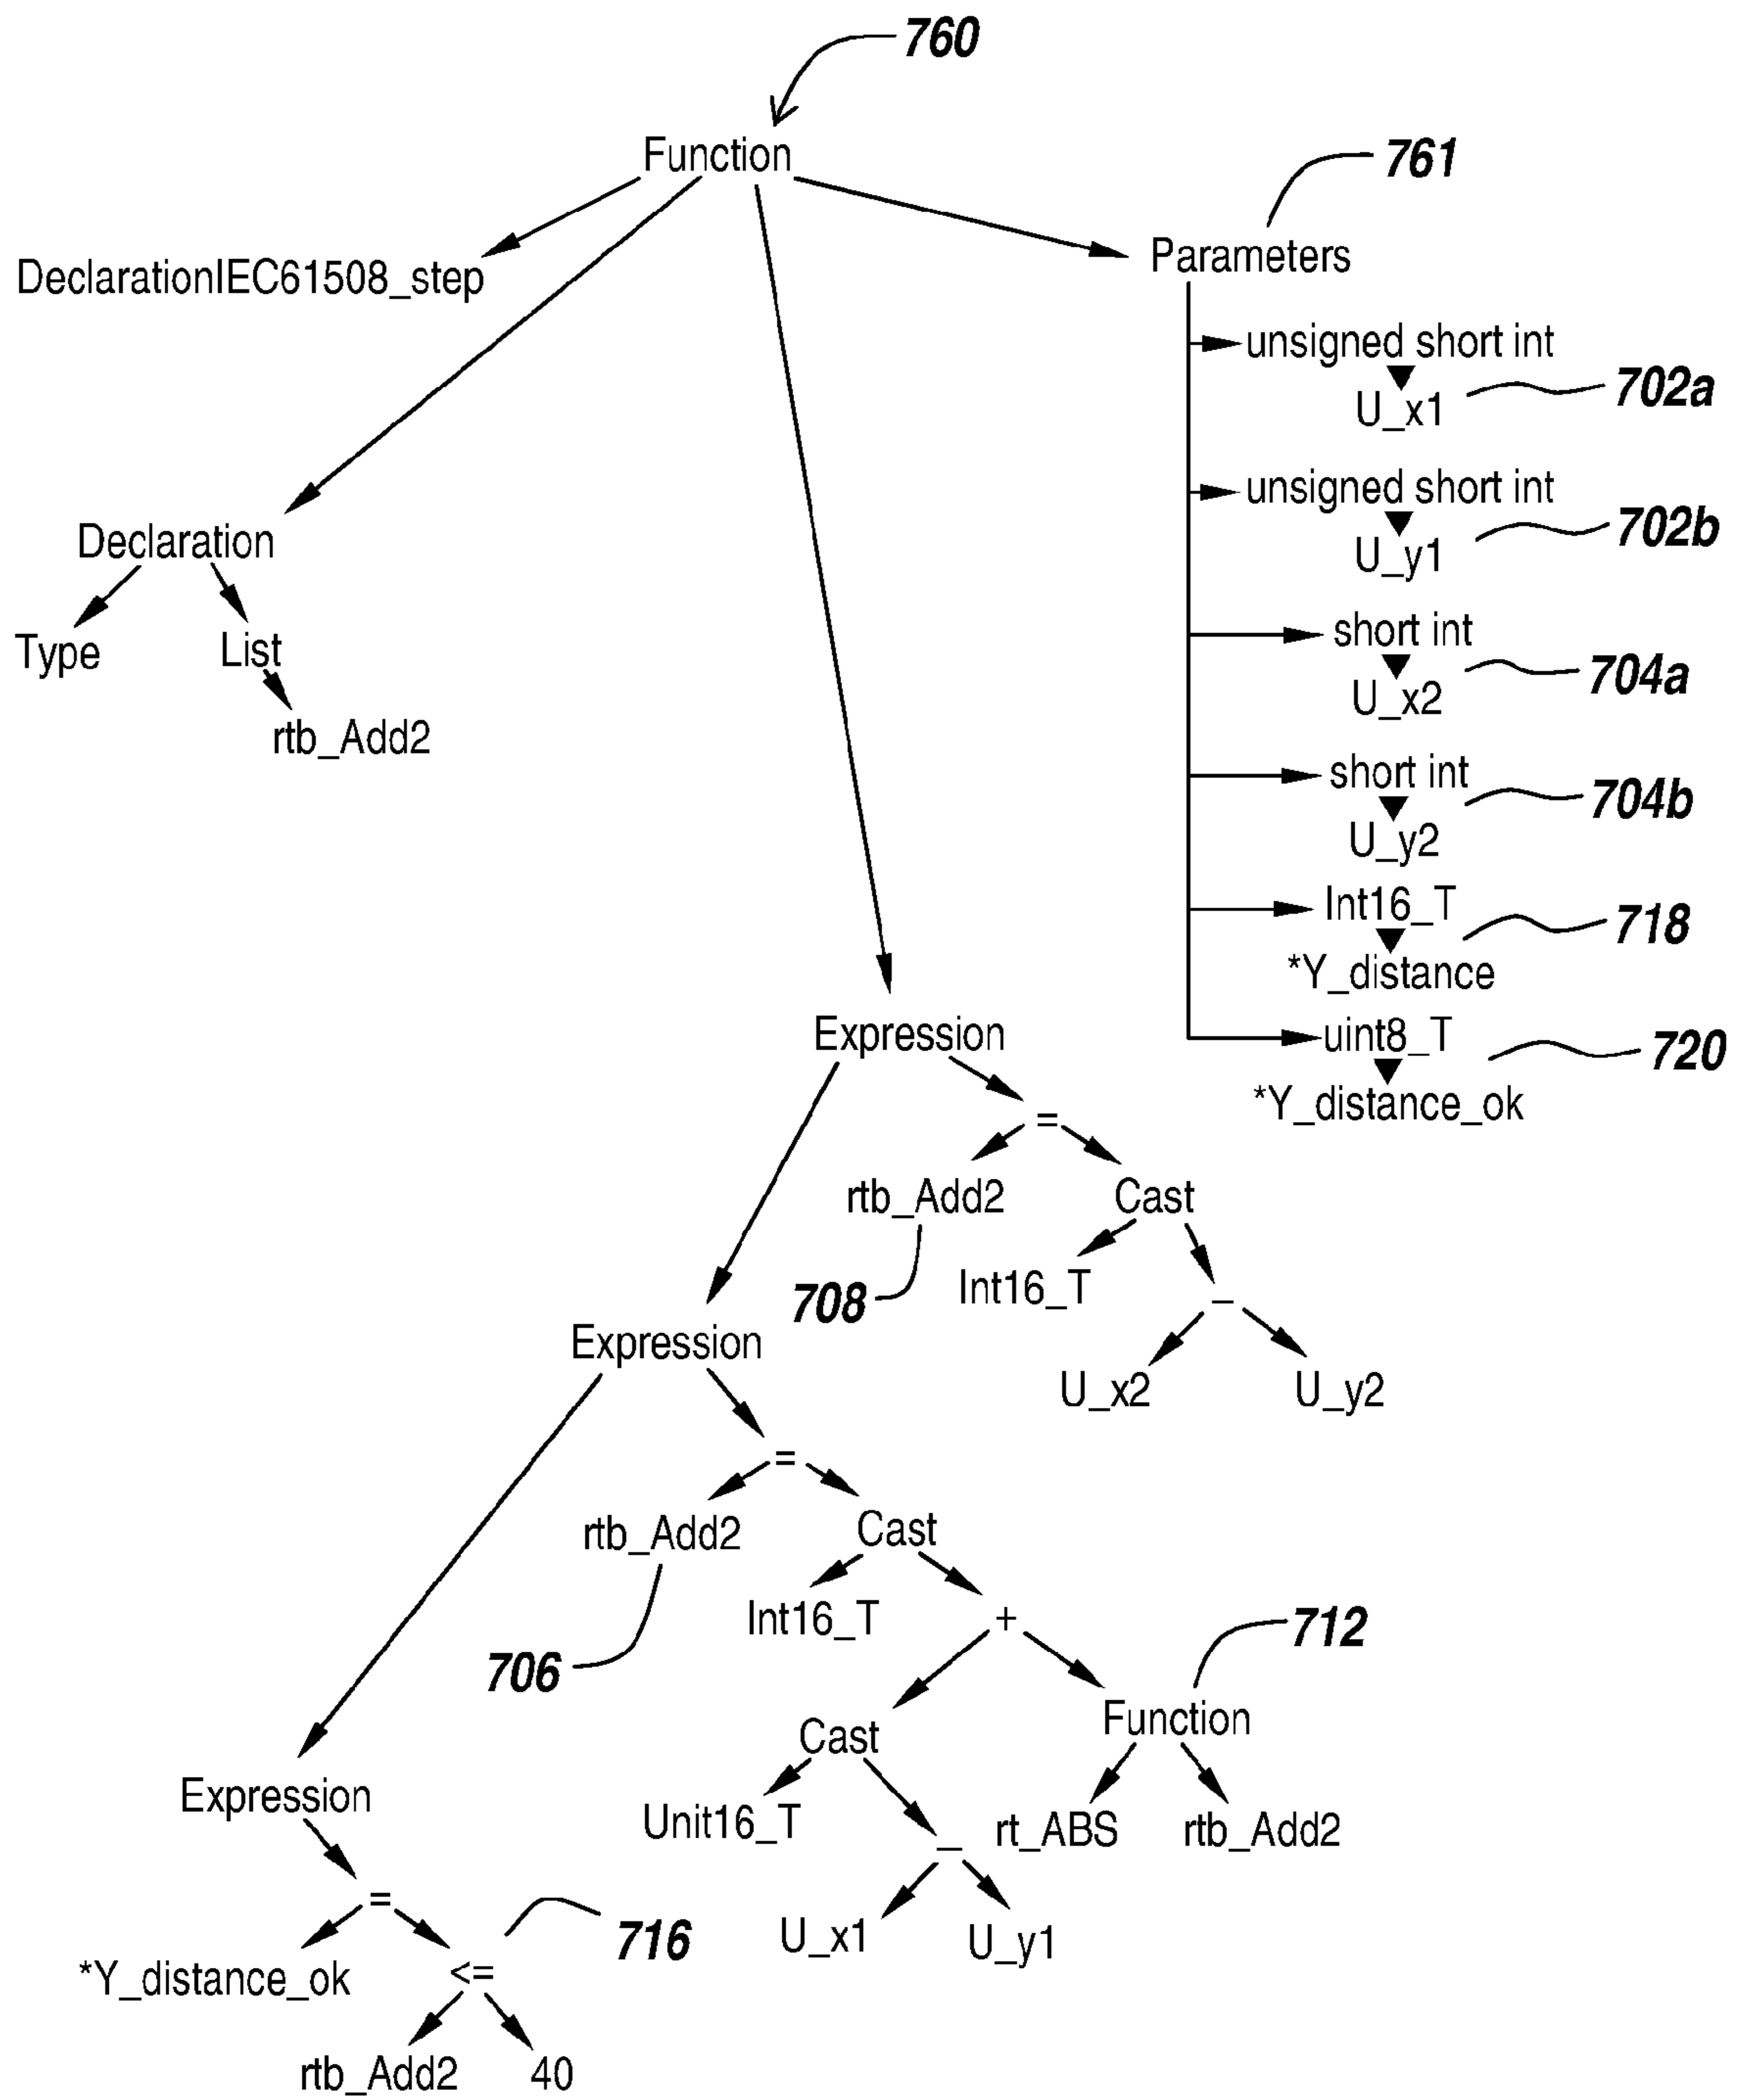 760
Function
761
Parameters
DeclarationIEC61508_step
unsigned short int
U_x1
702a
unsigned short int
U_y1
702b
Declaration
Type
List
rtb_Add2
short int
U_x2
704a
short int
U_y2
704b
Int16_T
*Y_distance
718
uint8_T
*Y_distance_ok
720
Expression
=
rtb_Add2
Cast
708
Int16_T
–
U_x2
U_y2
Expression
=
rtb_Add2
Cast
706
Int16_T
+
712
Cast
Function
Unit16_T
–
rt_ABS
rtb_Add2
U_x1
U_y1
Expression
=
716
*Y_distance_ok
<=
rtb_Add2
40